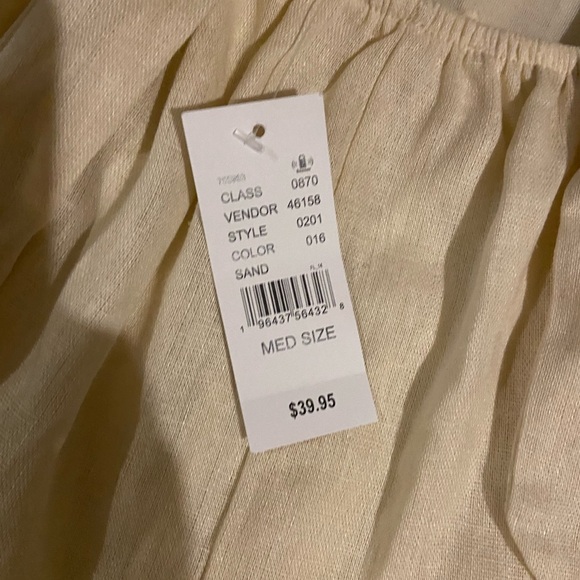 CLASS 0870
VENDOR 46158
STYLE 0201
COLOR 016
SAND
1 96437 56432 8
MED SIZE
$39.95